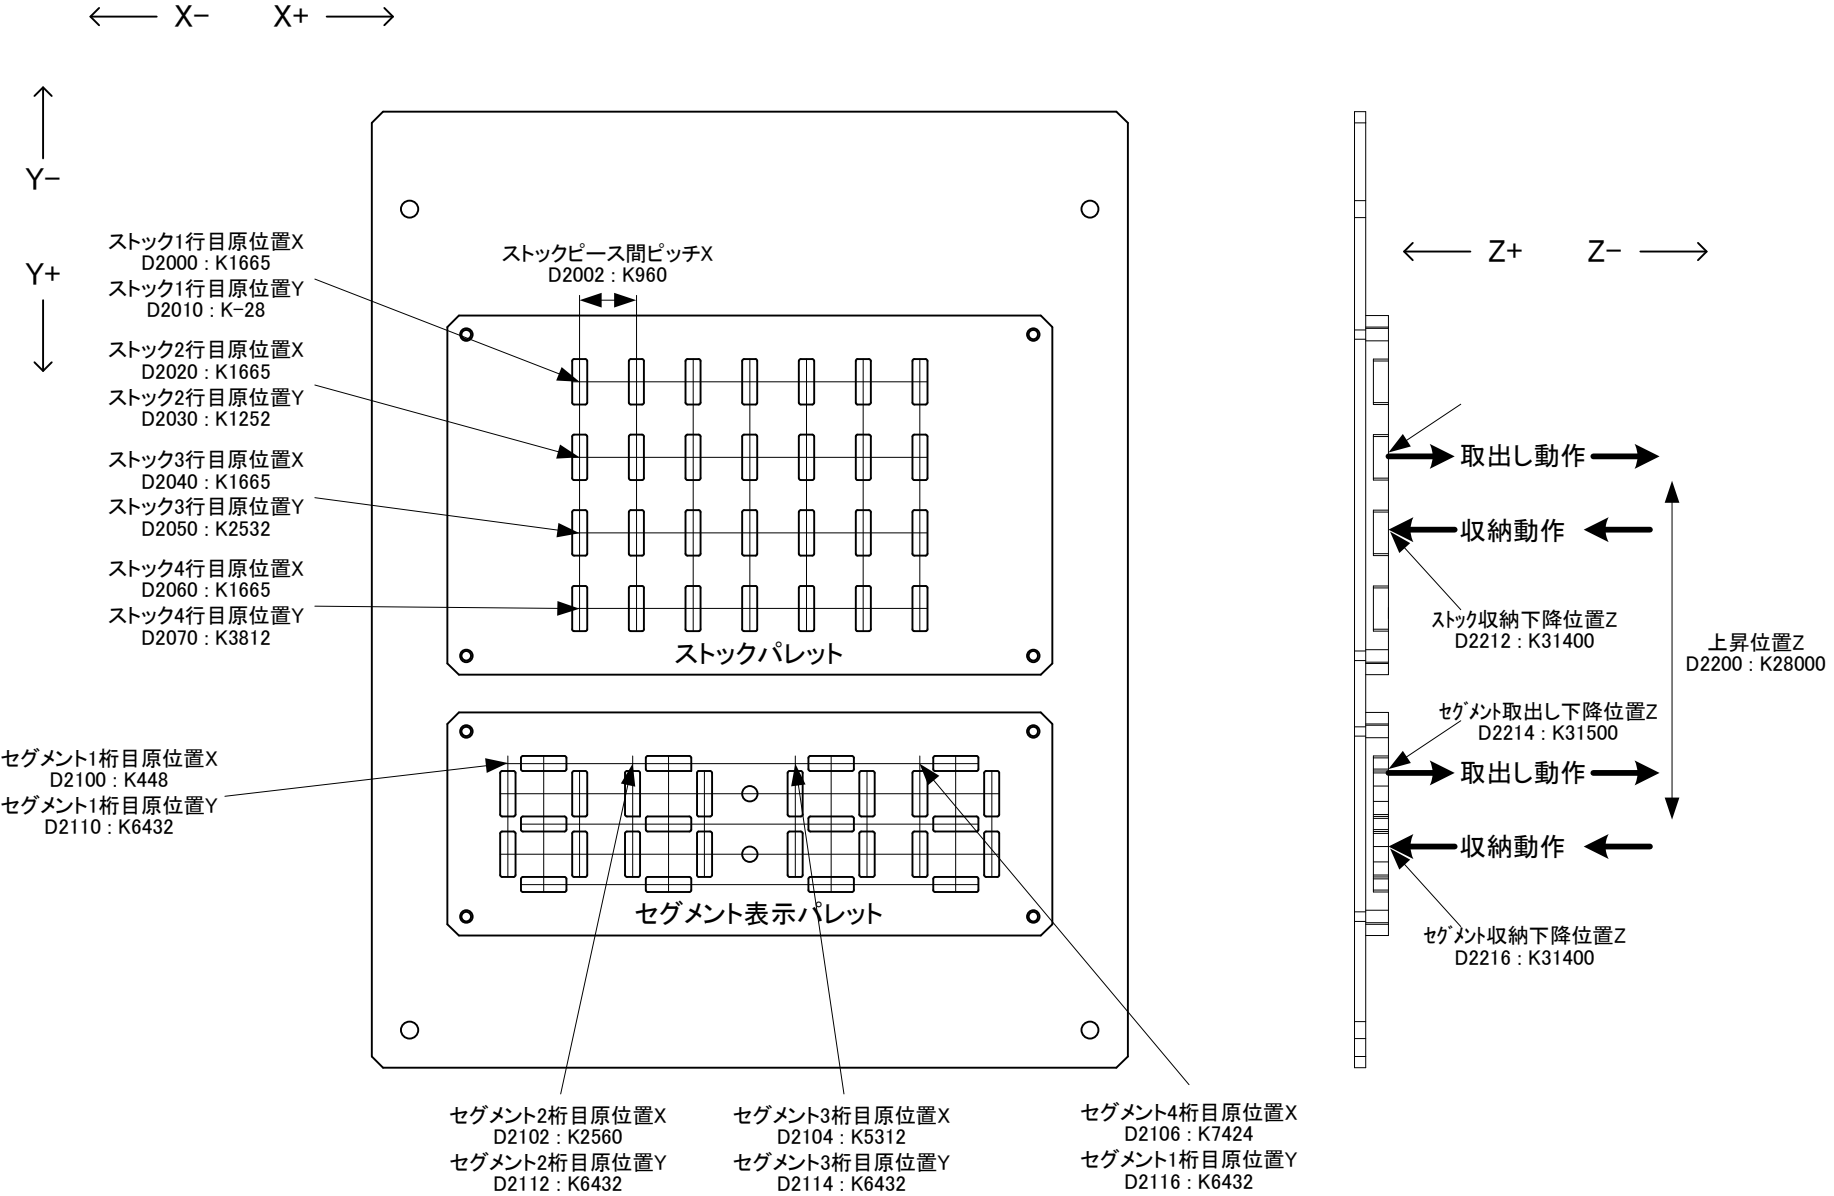 X−
X+
Y−
Y+
ストック1行目原位置X
D2000 : K1665
ストック1行目原位置Y
D2010 : K−28
ストック2行目原位置X
D2020 : K1665
ストック2行目原位置Y
D2030 : K1252
ストック3行目原位置X
D2040 : K1665
ストック3行目原位置Y
D2050 : K2532
ストック4行目原位置X
D2060 : K1665
ストック4行目原位置Y
D2070 : K3812
ストックピース間ピッチX
D2002 : K960
ストックパレット
セグメント1桁目原位置X
D2100 : K448
セグメント1桁目原位置Y
D2110 : K6432
セグメント表示パレット
セグメント2桁目原位置X
D2102 : K2560
セグメント2桁目原位置Y
D2112 : K6432
セグメント3桁目原位置X
D2104 : K5312
セグメント3桁目原位置Y
D2114 : K6432
セグメント4桁目原位置X
D2106 : K7424
セグメント1桁目原位置Y
D2116 : K6432
Z+
Z−
取出し動作
収納動作
ストック収納下降位置Z
D2212 : K31400
上昇位置Z
D2200 : K28000
セグメント取出し下降位置Z
D2214 : K31500
取出し動作
収納動作
セグメント収納下降位置Z
D2216 : K31400